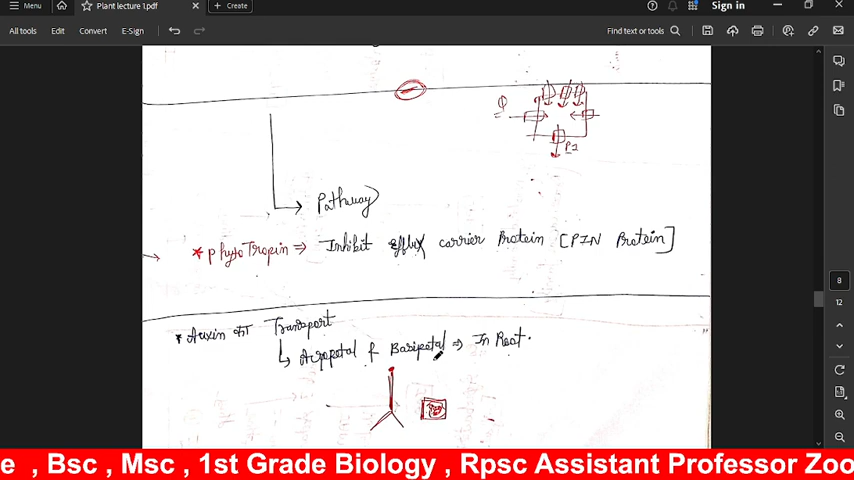 Menu Plant lecture 1.pdf Create Sign in
All tools Edit Convert E-Sign Find text or tools
P1
Pathway
* phytoTropin ⇒ Inhibit efflux carrier Protein [PIN Protein]
* Auxin का Transport
Acropetal & Basipetal ⇒ In Root.
8
12
e , Bsc , Msc , 1st Grade Biology , Rpsc Assistant Professor Zoo